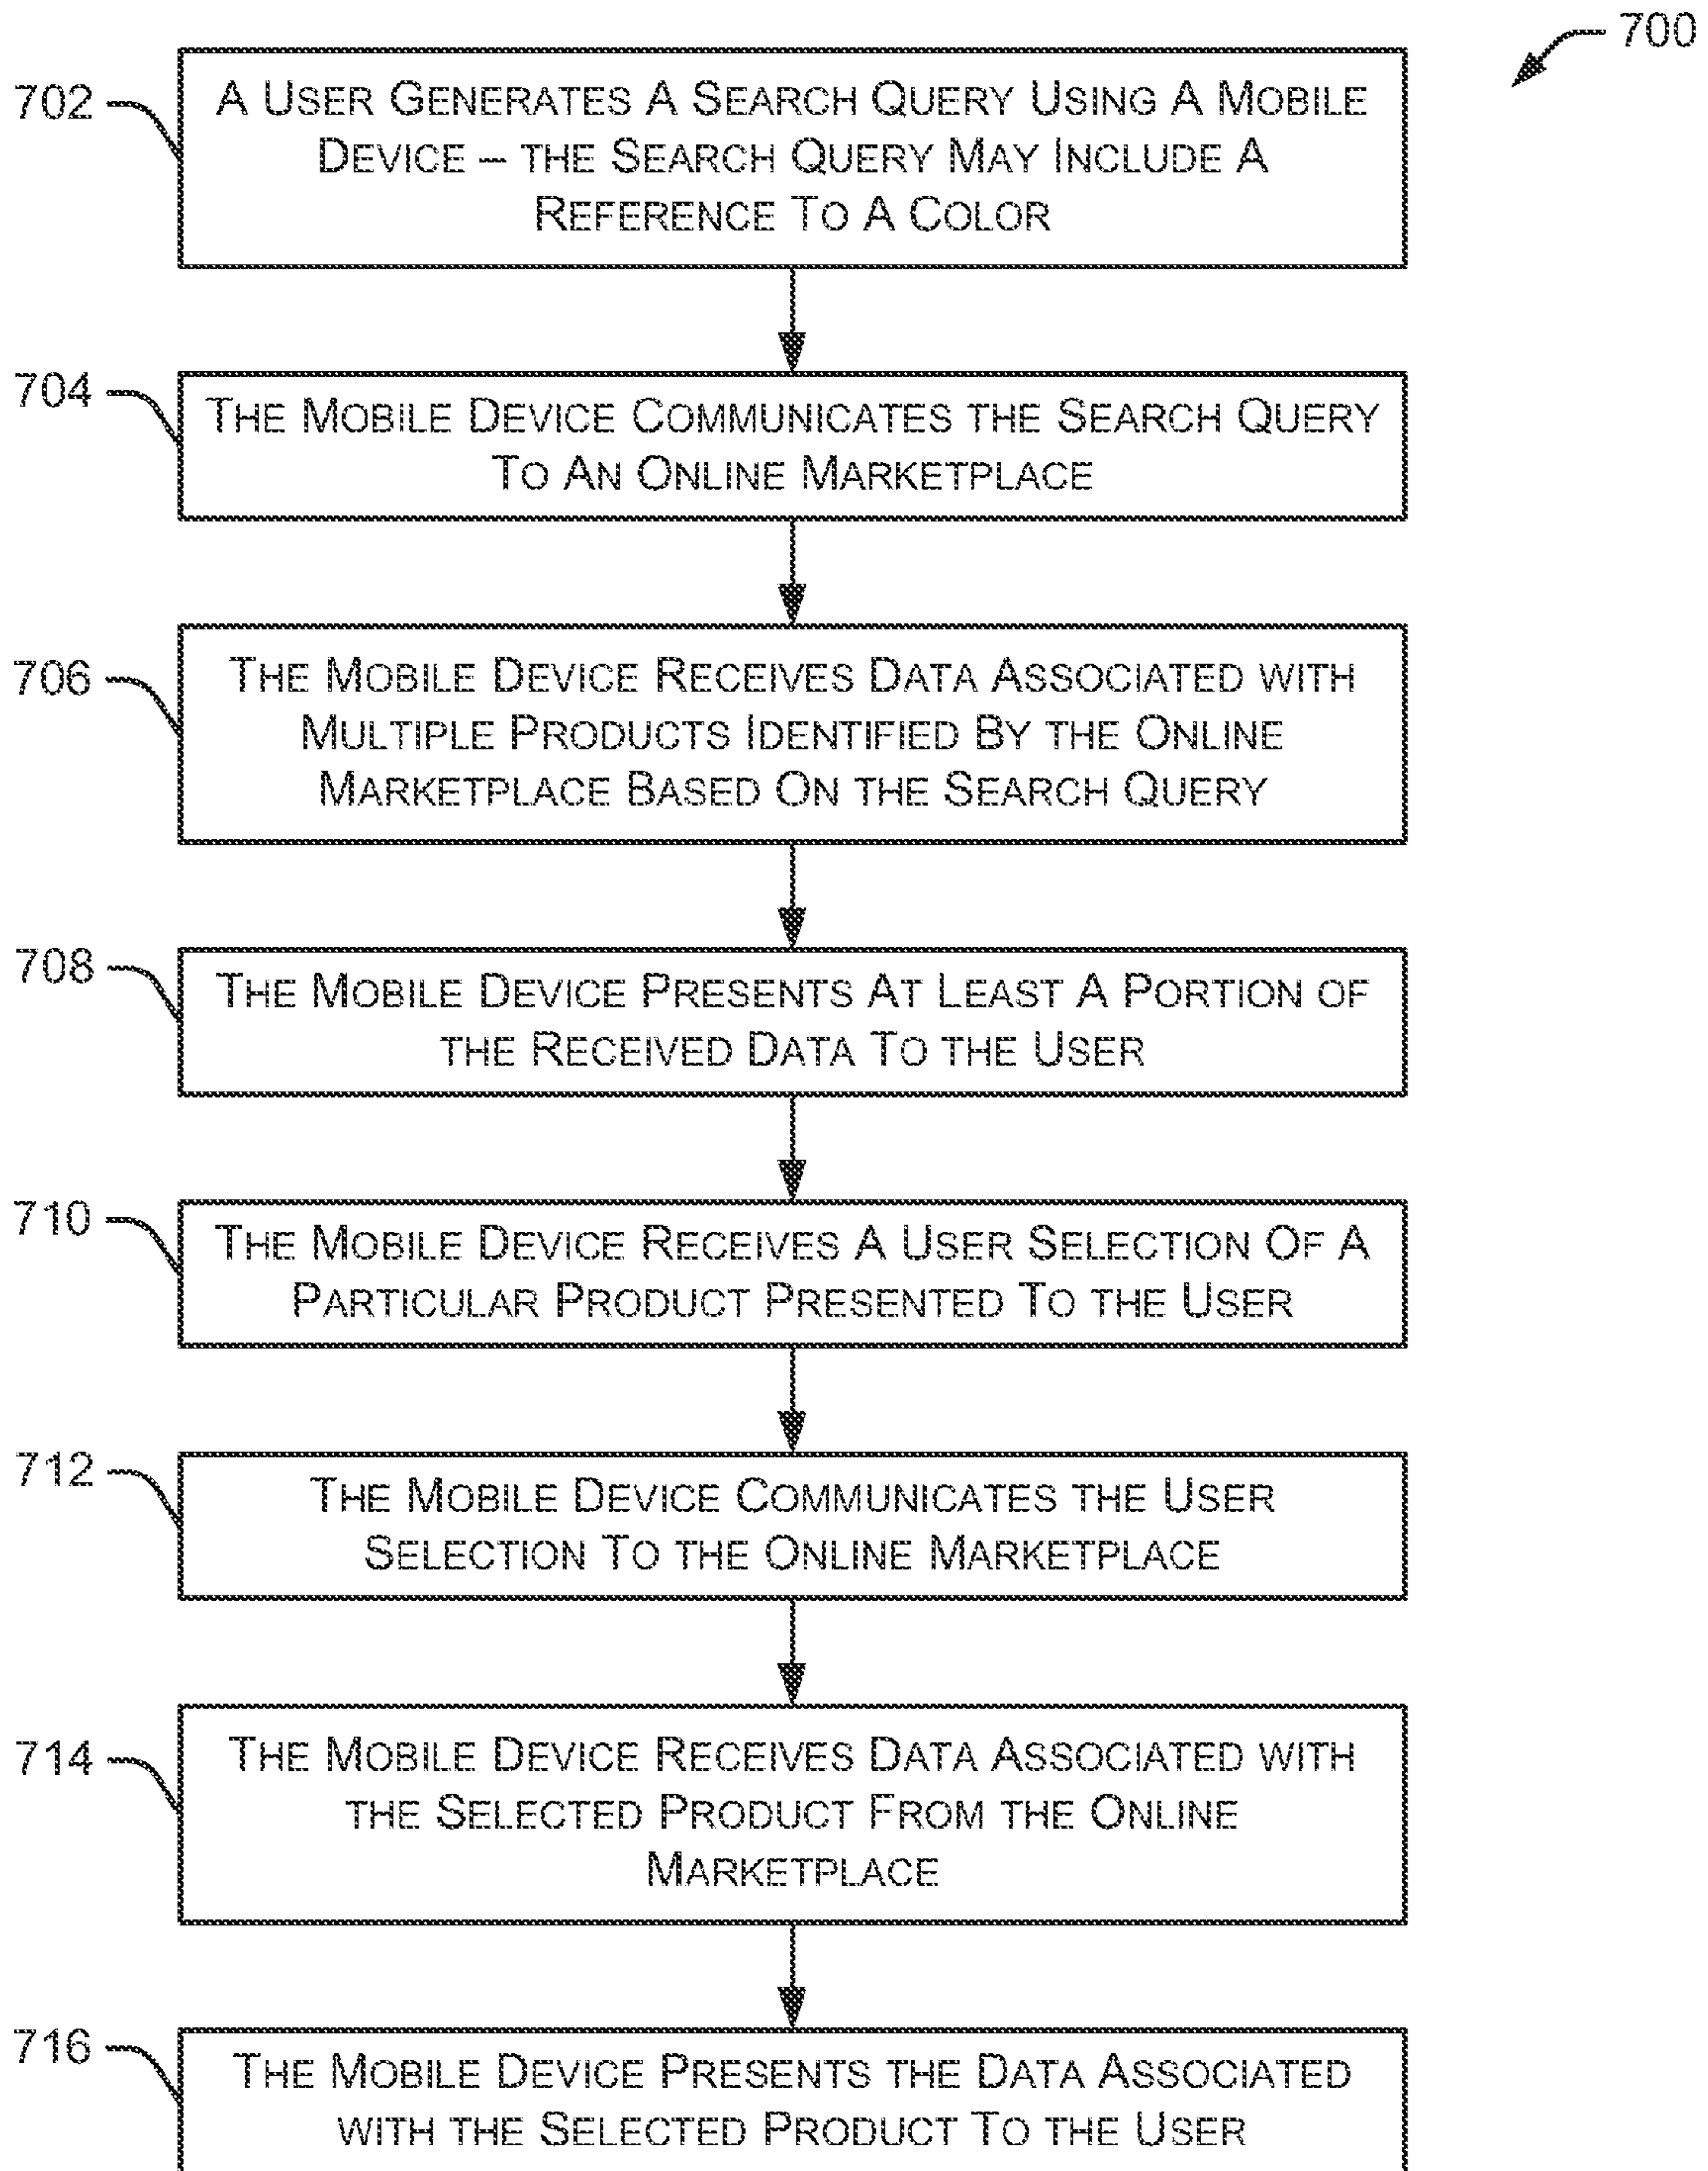 700
702
A USER GENERATES A SEARCH QUERY USING A MOBILE
DEVICE – THE SEARCH QUERY MAY INCLUDE A
REFERENCE TO A COLOR
704
THE MOBILE DEVICE COMMUNICATES THE SEARCH QUERY
TO AN ONLINE MARKETPLACE
706
THE MOBILE DEVICE RECEIVES DATA ASSOCIATED WITH
MULTIPLE PRODUCTS IDENTIFIED BY THE ONLINE
MARKETPLACE BASED ON THE SEARCH QUERY
708
THE MOBILE DEVICE PRESENTS AT LEAST A PORTION OF
THE RECEIVED DATA TO THE USER
710
THE MOBILE DEVICE RECEIVES A USER SELECTION OF A
PARTICULAR PRODUCT PRESENTED TO THE USER
712
THE MOBILE DEVICE COMMUNICATES THE USER
SELECTION TO THE ONLINE MARKETPLACE
714
THE MOBILE DEVICE RECEIVES DATA ASSOCIATED WITH
THE SELECTED PRODUCT FROM THE ONLINE
MARKETPLACE
716
THE MOBILE DEVICE PRESENTS THE DATA ASSOCIATED
WITH THE SELECTED PRODUCT TO THE USER